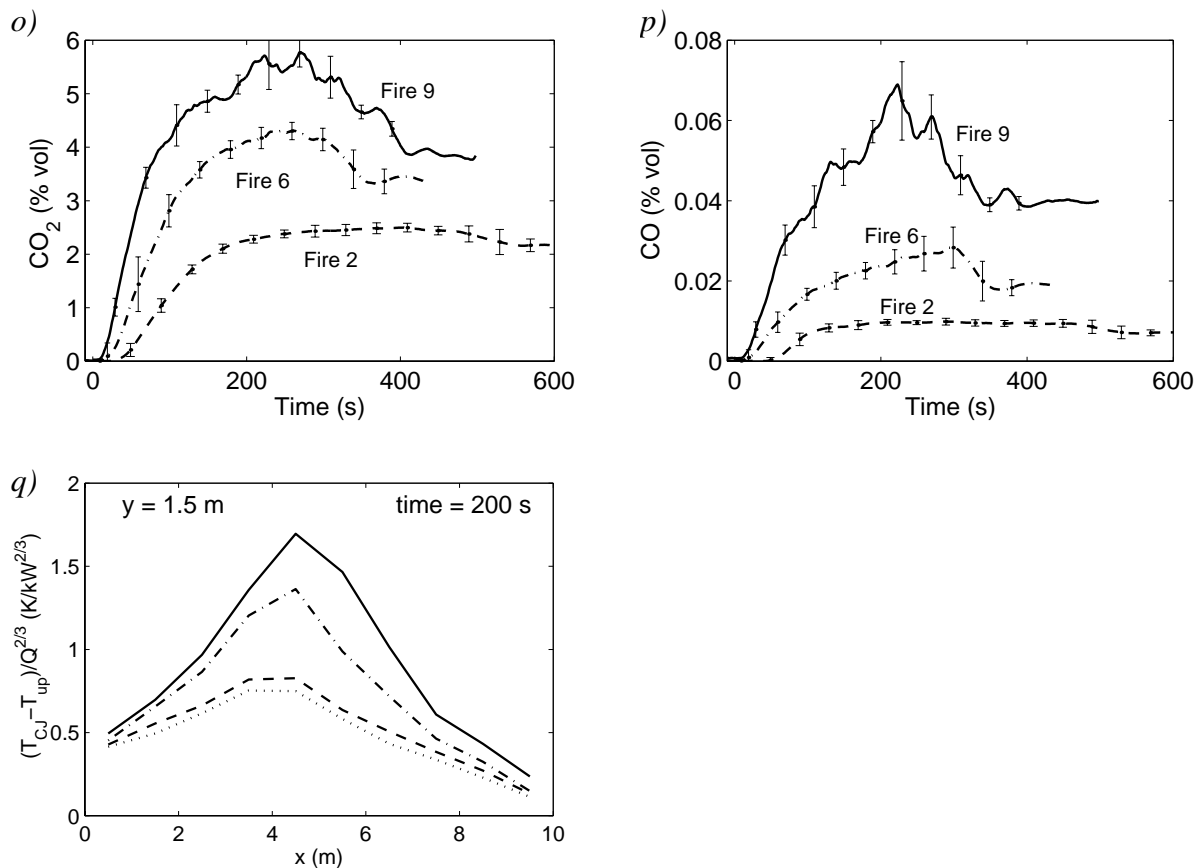 o)
6
5
4
3
2
1
0
CO2 (% vol)
Fire 9
Fire 6
Fire 2
0 200 400 600
Time (s)
p)
0.08
0.06
0.04
0.02
0
CO (% vol)
Fire 9
Fire 6
Fire 2
0 200 400 600
Time (s)
q)
2
1.5
1
0.5
0
(TCJ−Tup)/Q2/3 (K/kW2/3)
y = 1.5 m time = 200 s
0 2 4 6 8 10
x (m)